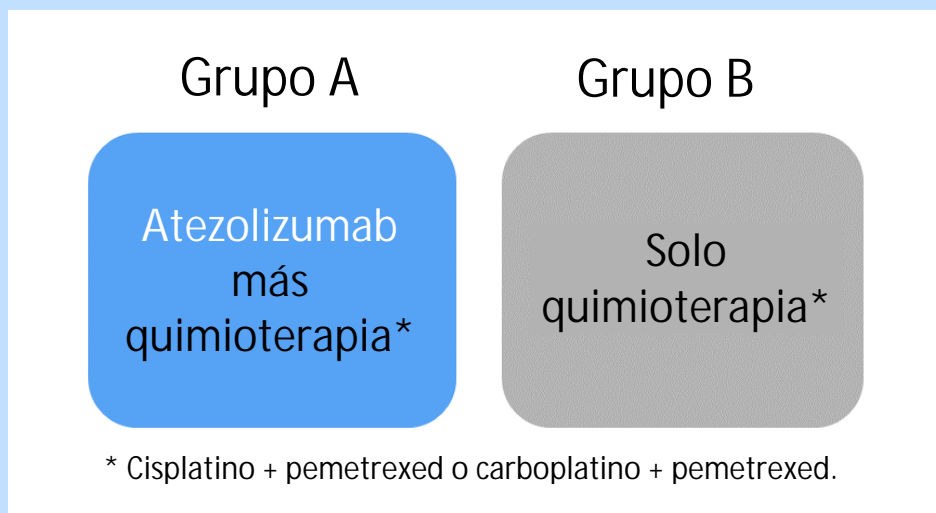 Grupo A
Grupo B
Atezolizumab
más
quimioterapia*
Solo
quimioterapia*
* Cisplatino + pemetrexed o carboplatino + pemetrexed.